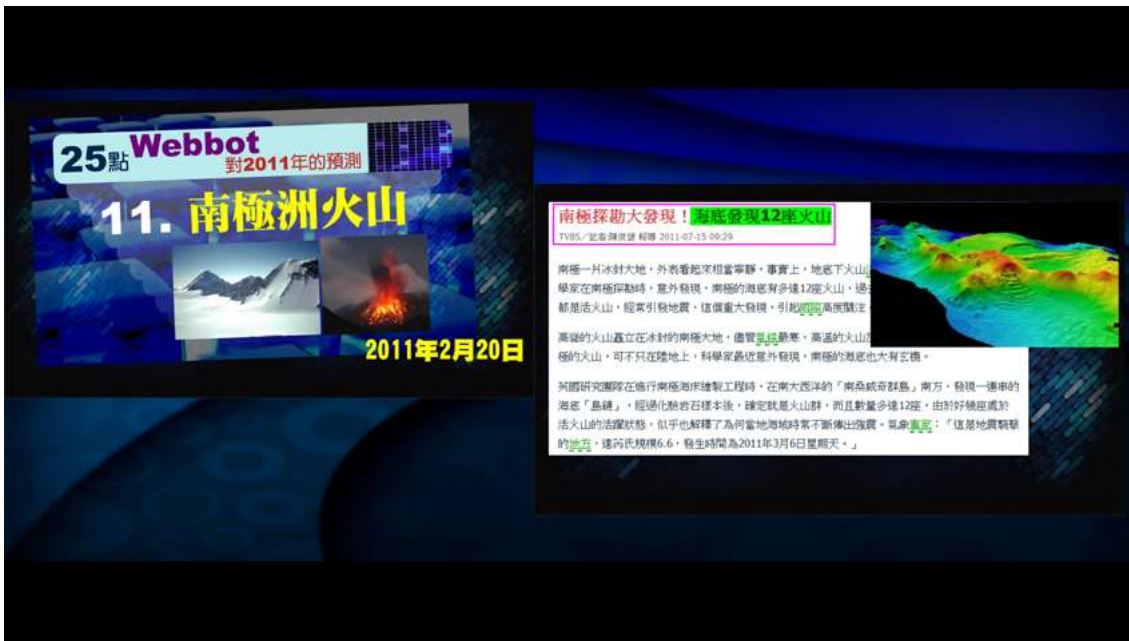 25點 Webbot
對2011年的預測
11. 南極洲火山
2011年2月20日
南極探勘大發現！海底發現12座火山
TVBS／記者 報導 2011-07-15 09:29
南極一片冰封大地，外表看起來相當寧靜，事實上，地底下火山
學家在南極探勘時，意外發現，南極的海底有多達12座火山，過
都是活火山，經常引發地震，這個重大發現，引起 高度關注
高聳的火山矗立在冰封的南極大地，儘管 最寒，高溫的火山
極的火山，可不只在陸地上，科學家最近意外發現，南極的海底也大有玄機。
英國研究團隊在進行南極海床繪製工程時，在南大西洋的「南桑威奇群島」南方，發現一連串的
海底「島鏈」，經過化驗岩石樣本後，確定就是火山群，而且數量多達12座，由於好幾座處於
活火山的活躍狀態，似乎也解釋了為何當地海域時常不斷傳出強震。氣象專家：「這是地震襲擊
的地方，達芮氏規模6.6，發生時間為2011年3月6日星期天。」